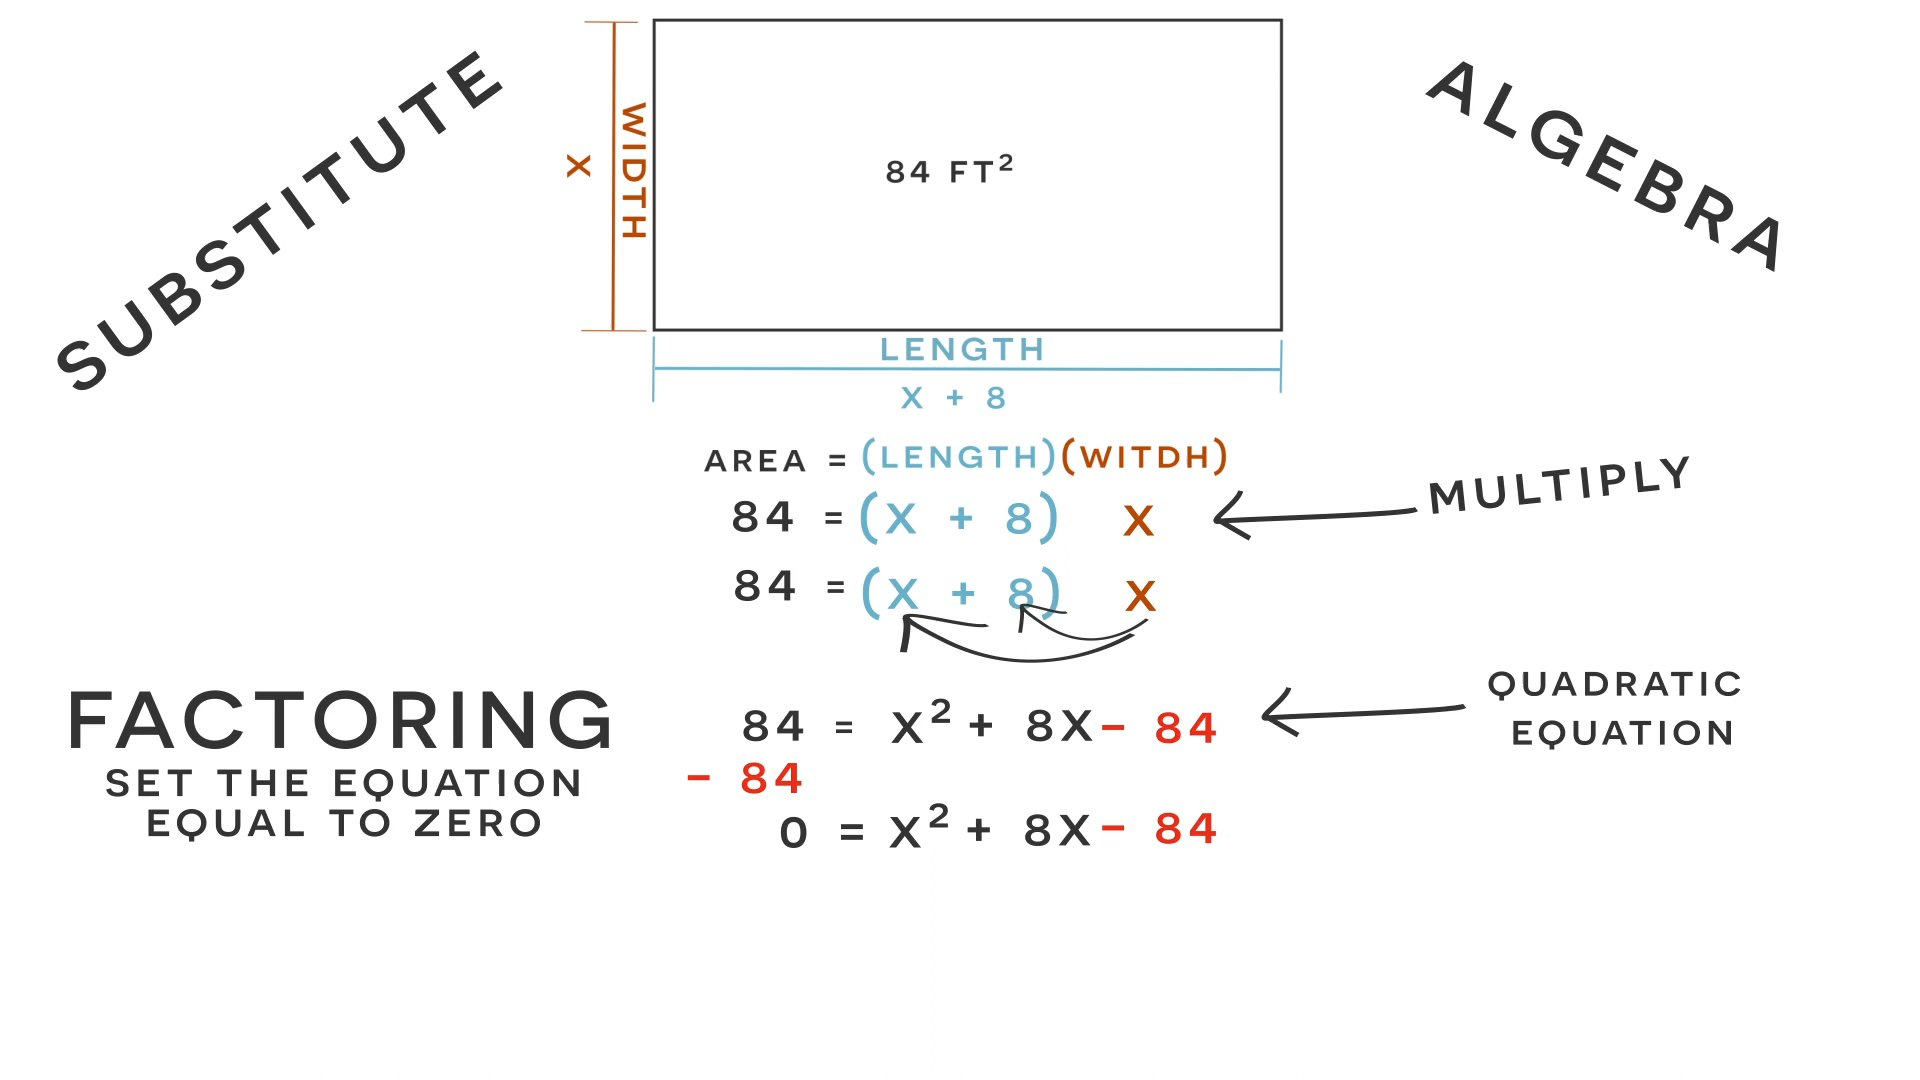 SUBSTITUTE
ALGEBRA
X
WIDTH
84 FT²
LENGTH
X + 8
AREA = (LENGTH)(WITDH)
84 = (X + 8) X
MULTIPLY
84 = (X + 8) X
FACTORING
SET THE EQUATION
EQUAL TO ZERO
84 = X² + 8X - 84
- 84
0 = X² + 8X - 84
QUADRATIC
EQUATION